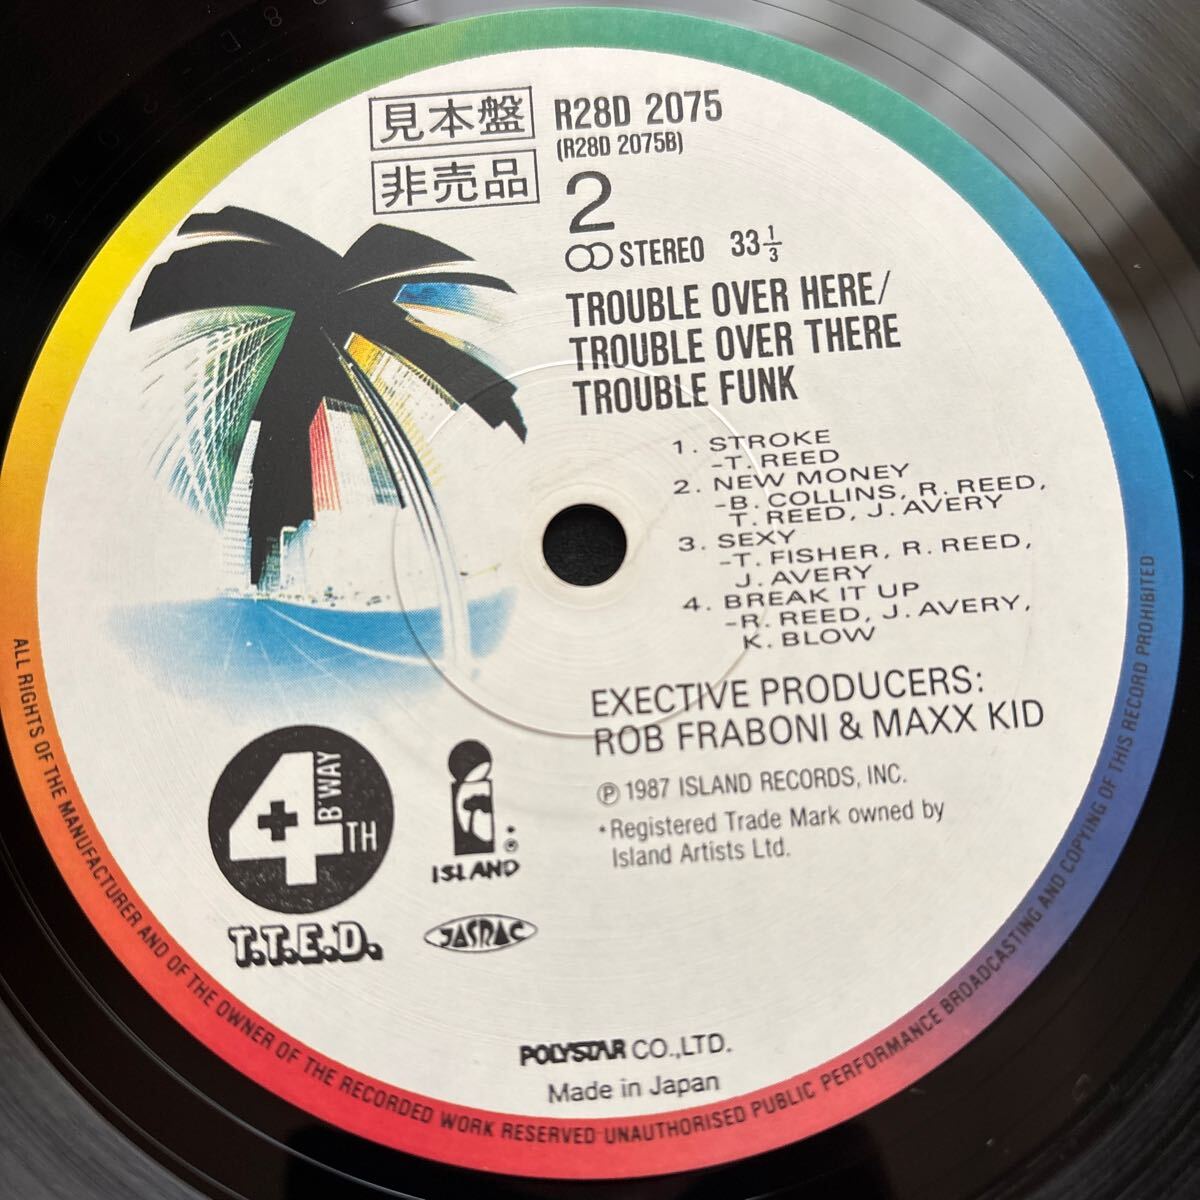 見本盤
非売品
R28D 2075
(R28D 2075B)
2
STEREO 33 1/3
TROUBLE OVER HERE/
TROUBLE OVER THERE
TROUBLE FUNK
1. STROKE
-T. REED
2. NEW MONEY
-B. COLLINS, R. REED,
T. REED, J. AVERY
3. SEXY
-T. FISHER, R. REED,
J. AVERY
4. BREAK IT UP
-R. REED, J. AVERY,
K. BLOW
EXECTIVE PRODUCERS:
ROB FRABONI & MAXX KID
Ⓟ 1987 ISLAND RECORDS, INC.
*Registered Trade Mark owned by
Island Artists Ltd.
4TH B'WAY
T.T.E.D.
ISLAND ®
JASRAC
POLYSTAR CO.,LTD.
Made in Japan
ALL RIGHTS OF THE MANUFACTURER AND OF THE OWNER OF THE RECORDED WORK RESERVED UNAUTHORISED PUBLIC PERFORMANCE BROADCASTING AND COPYING OF THIS RECORD PROHIBITED